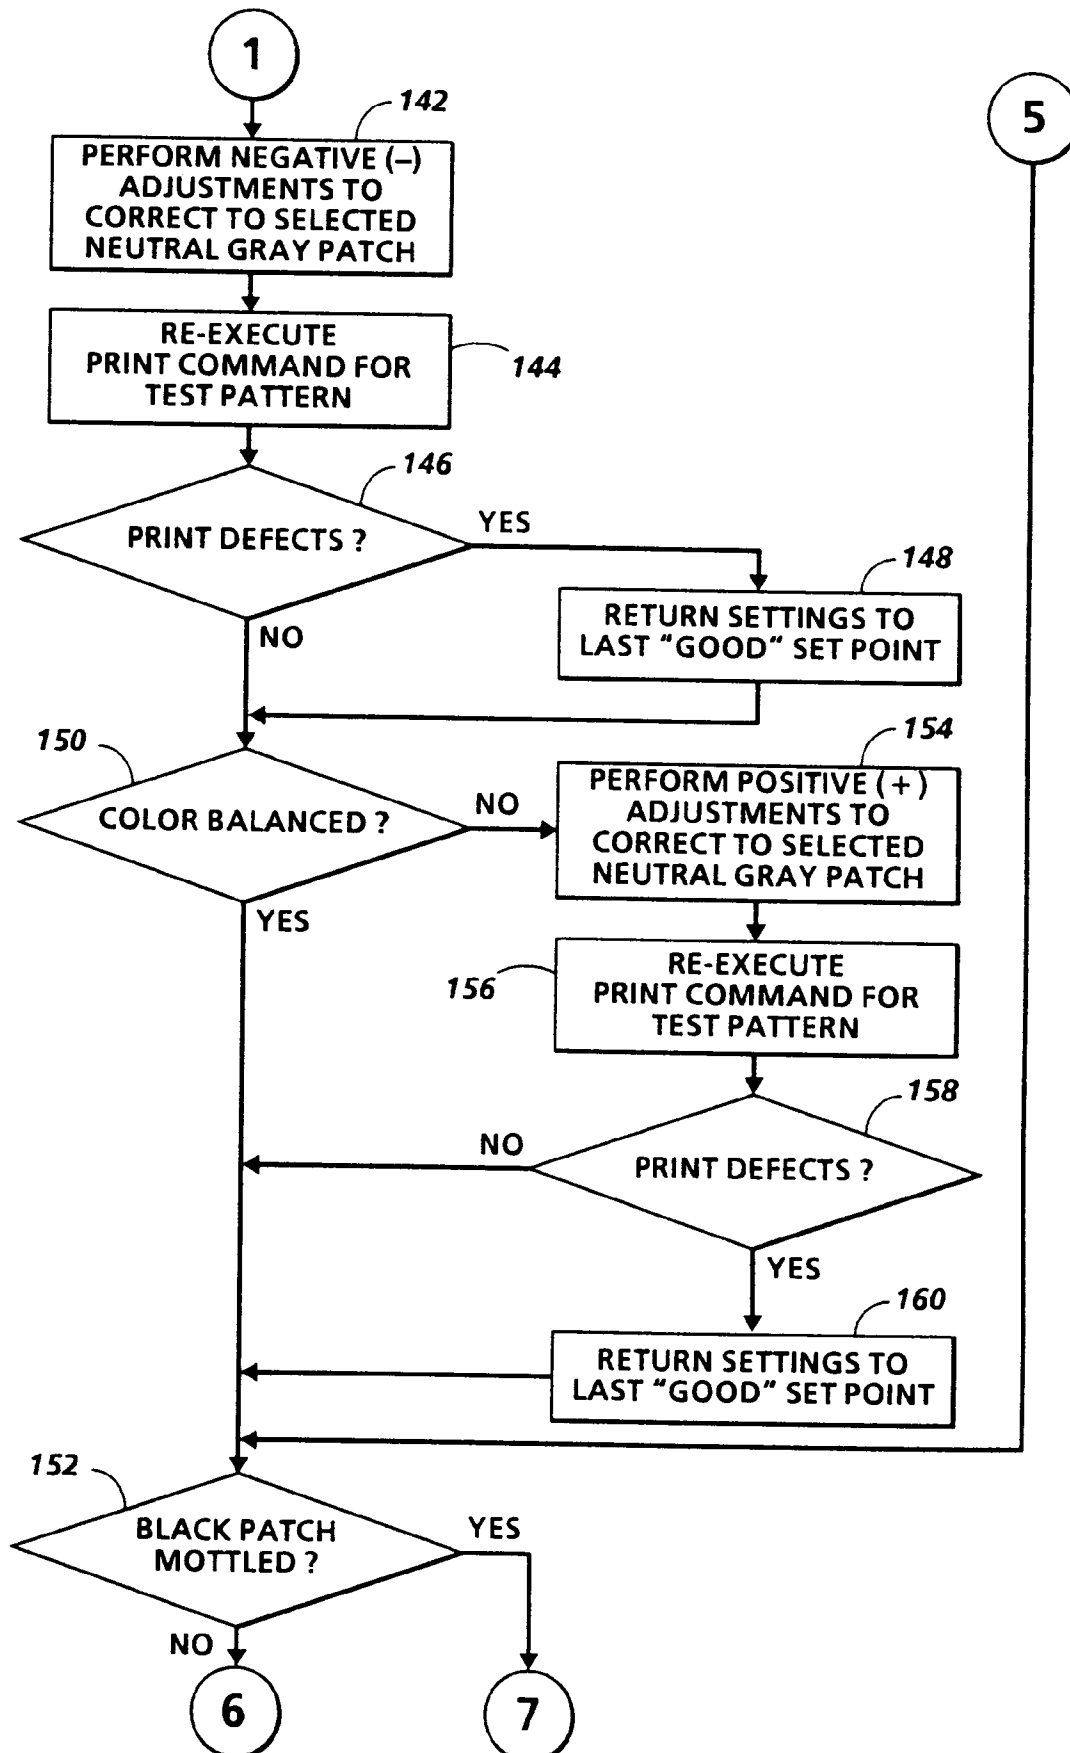 1
142
5
PERFORM NEGATIVE (–)
ADJUSTMENTS TO
CORRECT TO SELECTED
NEUTRAL GRAY PATCH
RE-EXECUTE
PRINT COMMAND FOR
TEST PATTERN
144
146
PRINT DEFECTS ?
YES
NO
148
RETURN SETTINGS TO
LAST "GOOD" SET POINT
150
COLOR BALANCED ?
NO
YES
154
PERFORM POSITIVE (+)
ADJUSTMENTS TO
CORRECT TO SELECTED
NEUTRAL GRAY PATCH
156
RE-EXECUTE
PRINT COMMAND FOR
TEST PATTERN
158
PRINT DEFECTS ?
NO
YES
160
RETURN SETTINGS TO
LAST "GOOD" SET POINT
152
BLACK PATCH
MOTTLED ?
YES
NO
6
7